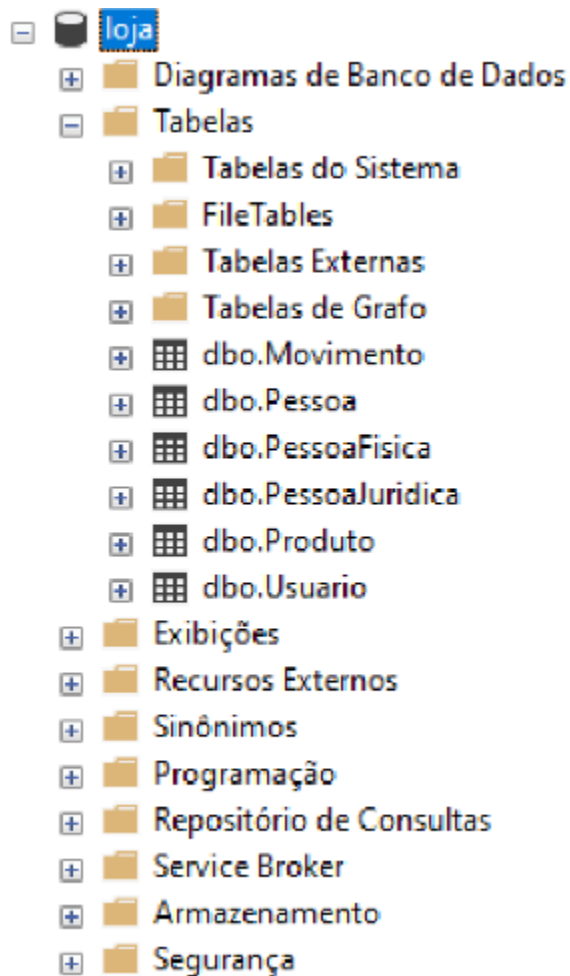 loja
Diagramas de Banco de Dados
Tabelas
Tabelas do Sistema
FileTables
Tabelas Externas
Tabelas de Grafo
dbo.Movimento
dbo.Pessoa
dbo.PessoaFisica
dbo.PessoaJuridica
dbo.Produto
dbo.Usuario
Exibições
Recursos Externos
Sinônimos
Programação
Repositório de Consultas
Service Broker
Armazenamento
Segurança